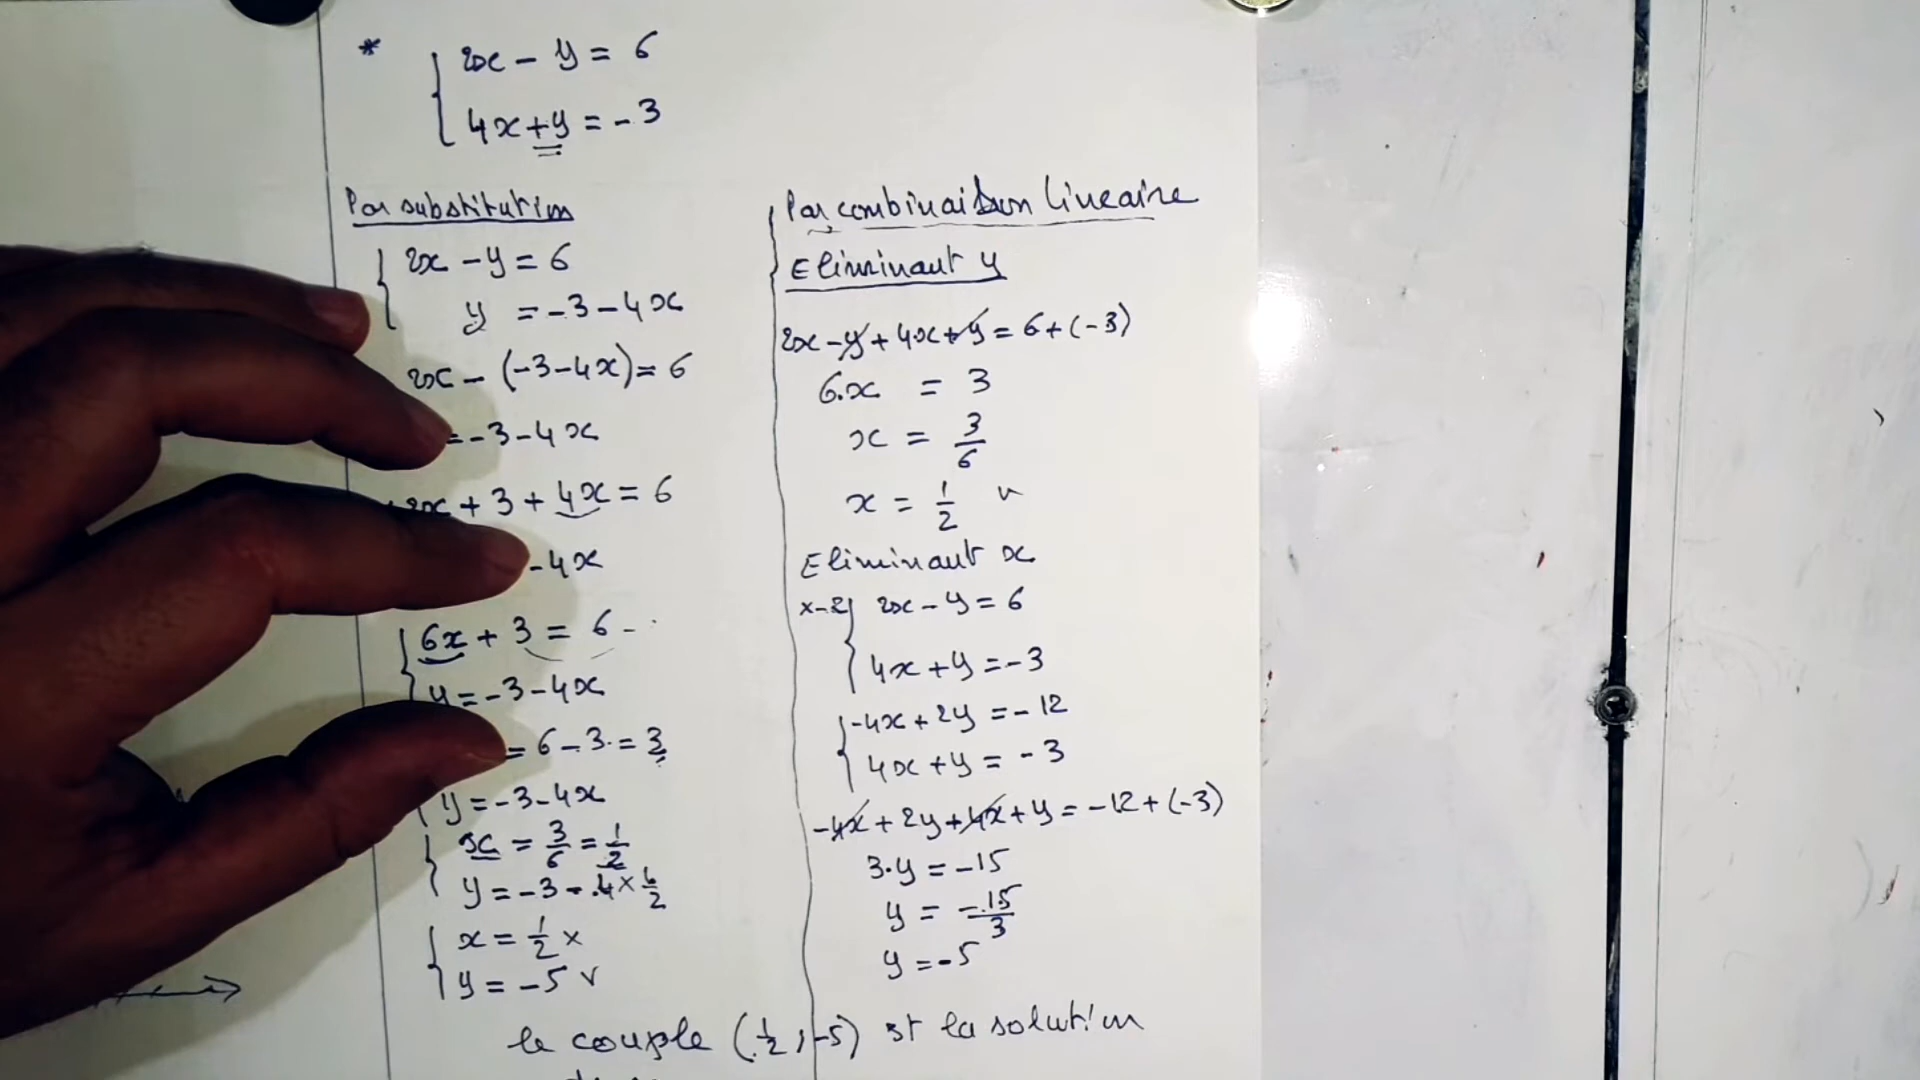 * 2x - y = 6
4x + y = -3
Par substitution
2x - y = 6
y = -3 - 4x
2x - (-3 - 4x) = 6
= -3 - 4x
2x + 3 + 4x = 6
- 4x
6x + 3 = 6 -
y = -3 - 4x
= 6 - 3 = 3
y = -3 - 4x
x = 3/6 = 1/2
y = -3 - 4 × 1/2
x = 1/2 ×
y = -5 v
Par combinaison lineaire
Eliminant y
2x - y + 4x + y = 6 + (-3)
6.x = 3
x = 3/6
x = 1/2 v
Eliminant x
×-2 2x - y = 6
4x + y = -3
-4x + 2y = -12
4x + y = -3
-4x + 2y + 4x + y = -12 + (-3)
3.y = -15
y = -15/3
y = -5
le couple (1/2 , -5) est la solution